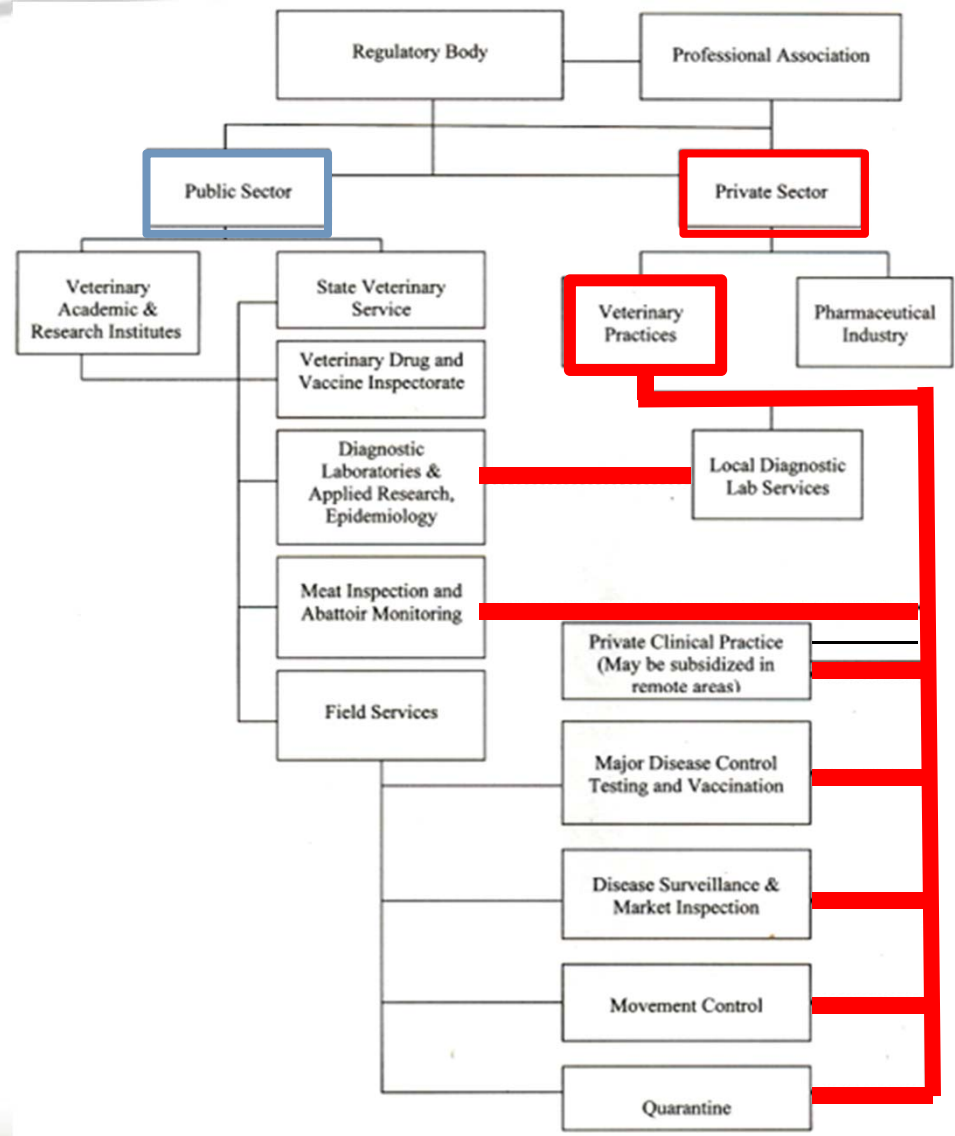 Regulatory Body
Professional Association
Public Sector
Private Sector
Veterinary
Academic &
Research Institutes
State Veterinary
Service
Veterinary
Practices
Pharmaceutical
Industry
Veterinary Drug and
Vaccine Inspectorate
Diagnostic
Laboratories &
Applied Research,
Epidemiology
Local Diagnostic
Lab Services
Meat Inspection and
Abattoir Monitoring
Private Clinical Practice
(May be subsidized in
remote areas)
Field Services
Major Disease Control
Testing and Vaccination
Disease Surveillance &
Market Inspection
Movement Control
Quarantine